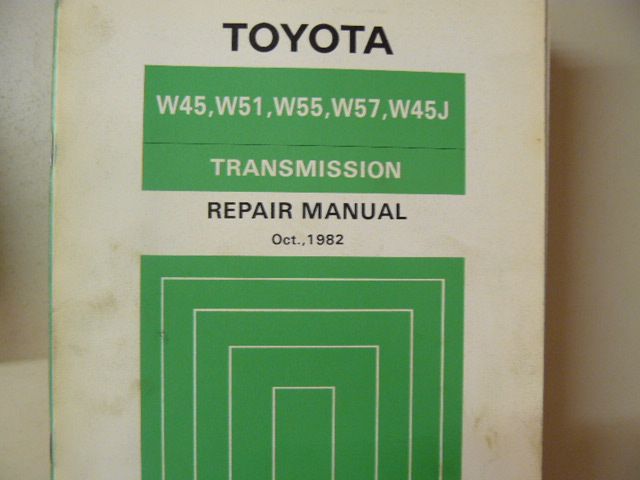 TOYOTA
W45,W51,W55,W57,W45J
TRANSMISSION
REPAIR MANUAL
Oct.,1982